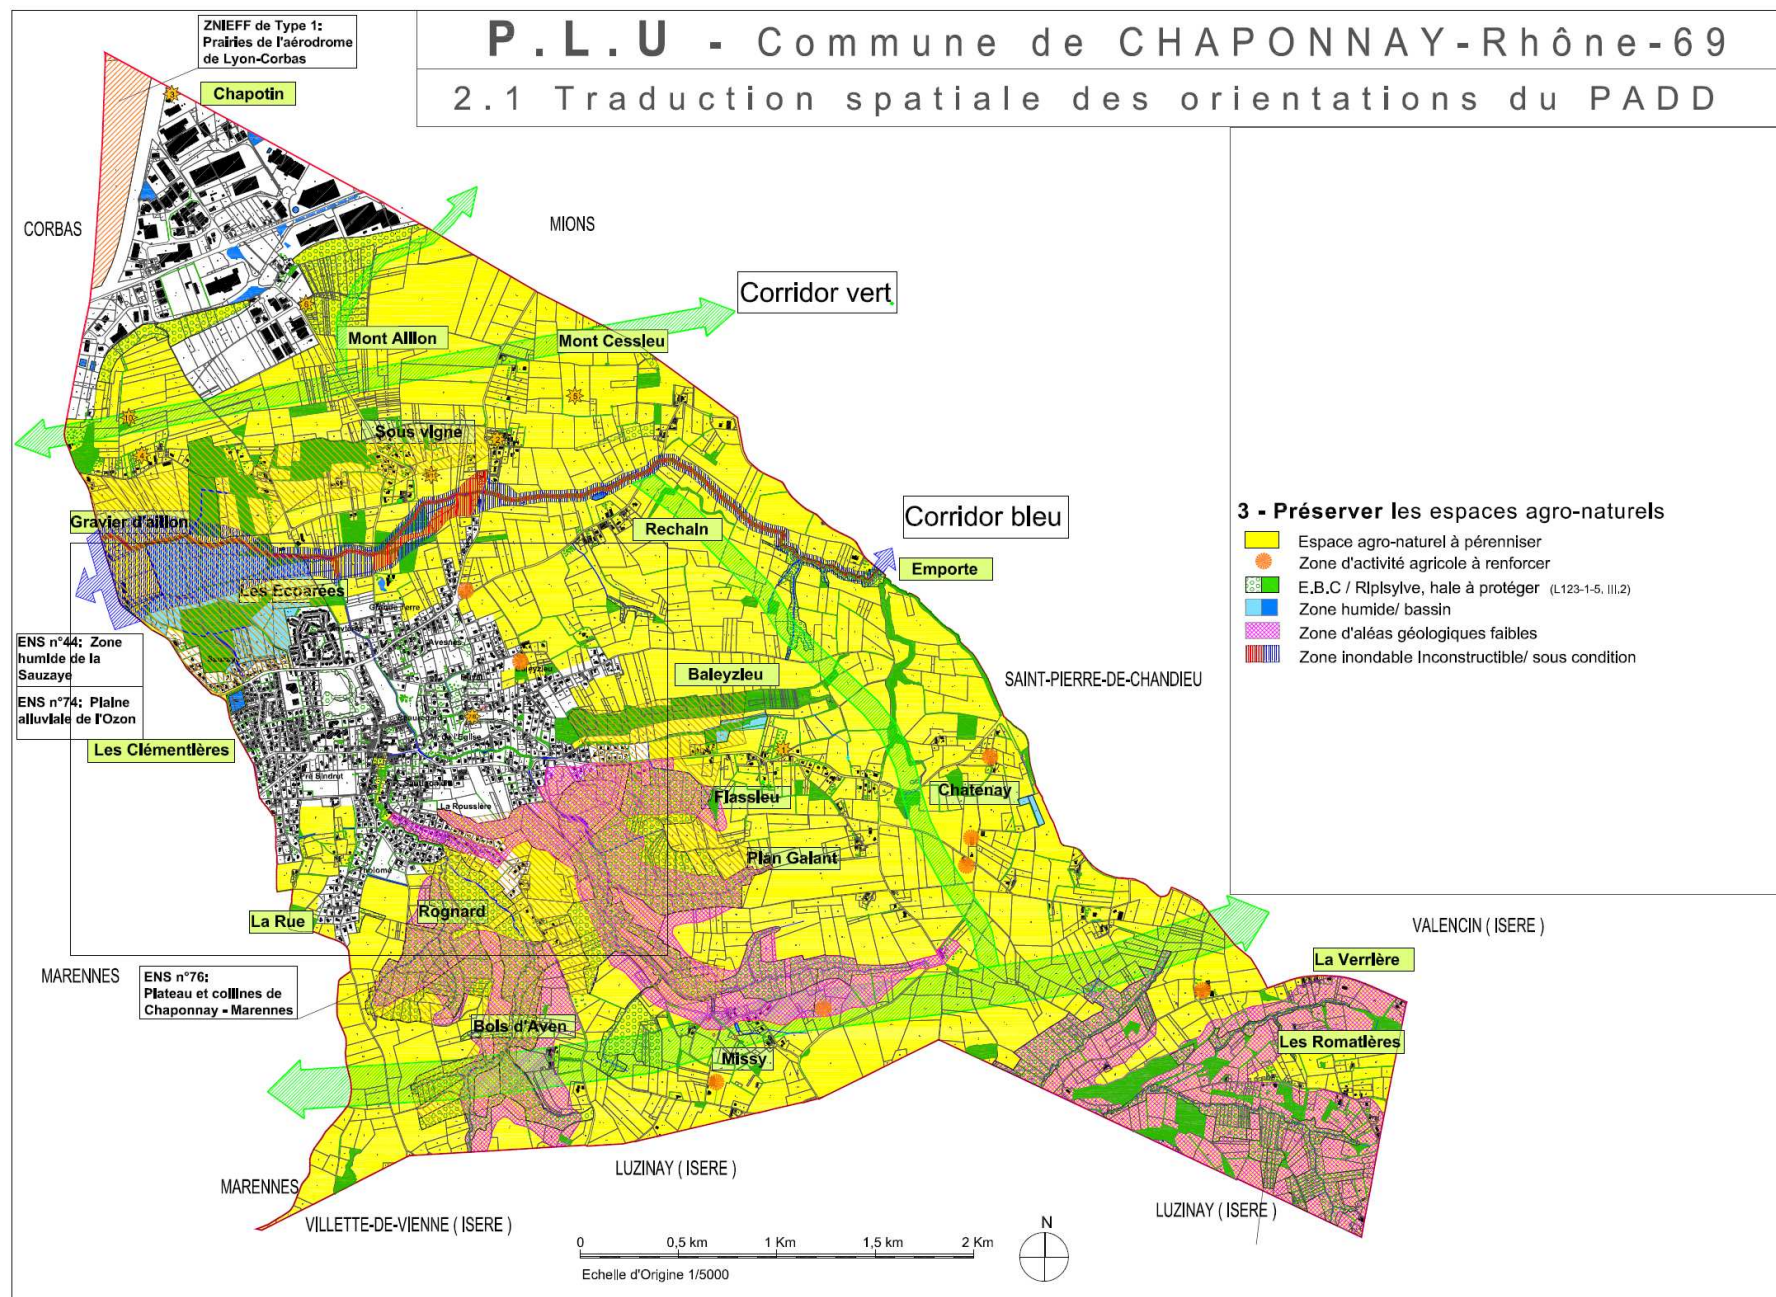 P.L.U - Commune de CHAPONNAY-Rhône-69
2.1 Traduction spatiale des orientations du PADD
ZNIEFF de Type 1:
Prairies de l'aérodrome
de Lyon-Corbas
Chapotin
CORBAS
MIONS
Corridor vert
Mont Aillon
Mont Cessieu
Sous vigne
Gravier d'aillon
Rechain
Corridor bleu
Emporte
Les Ecparées
ENS n°44: Zone
humide de la
Sauzaye
ENS n°74: Plaine
alluviale de l'Ozon
Les Clémentières
Baleyzieu
SAINT-PIERRE-DE-CHANDIEU
3 - Préserver les espaces agro-naturels
Espace agro-naturel à pérenniser
Zone d'activité agricole à renforcer
E.B.C / Ripisylve, haie à protéger (L123-1-5. III.2)
Zone humide/ bassin
Zone d'aléas géologiques faibles
Zone inondable Inconstructible/ sous condition
Avesnes
Pré Sindrut
La Roussière
Flassieu
Chatenay
Plan Galant
La Rue
Rognard
MARENNES
ENS n°76:
Plateau et collines de
Chaponnay - Marennes
Bois d'Aven
Missy
VALENCIN ( ISERE )
La Verrière
Les Romatières
MARENNES
LUZINAY ( ISERE )
VILLETTE-DE-VIENNE ( ISERE )
LUZINAY ( ISERE )
0 0,5 km 1 Km 1,5 km 2 Km
Echelle d'Origine 1/5000
N